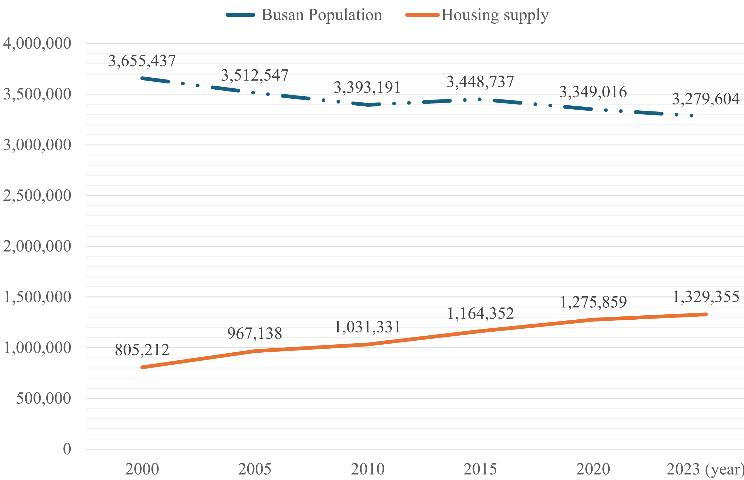 Busan Population Housing supply
4,000,000
3,500,000
3,000,000
2,500,000
2,000,000
1,500,000
1,000,000
500,000
0
3,655,437 3,512,547 3,393,191 3,448,737 3,349,016 3,279,604
805,212 967,138 1,031,331 1,164,352 1,275,859 1,329,355
2000 2005 2010 2015 2020 2023 (year)